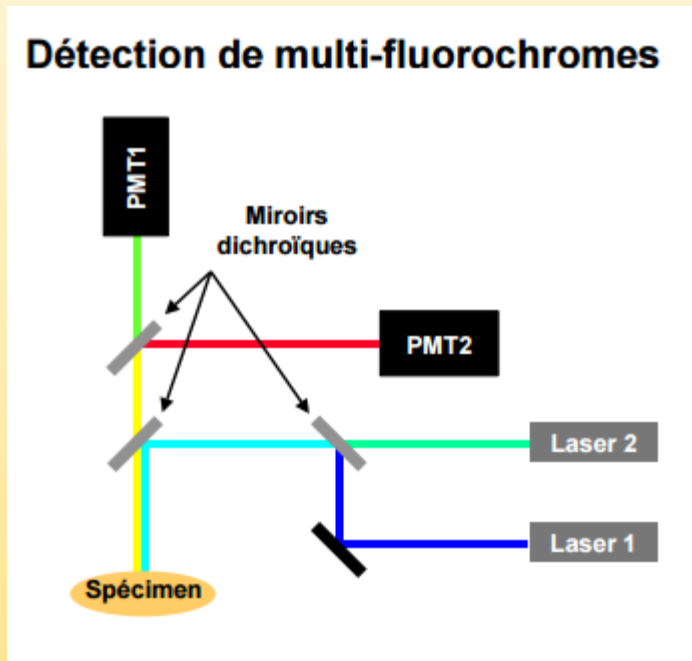 Détection de multi-fluorochromes
PMT1
Miroirs
dichroïques
PMT2
Laser 2
Laser 1
Spécimen